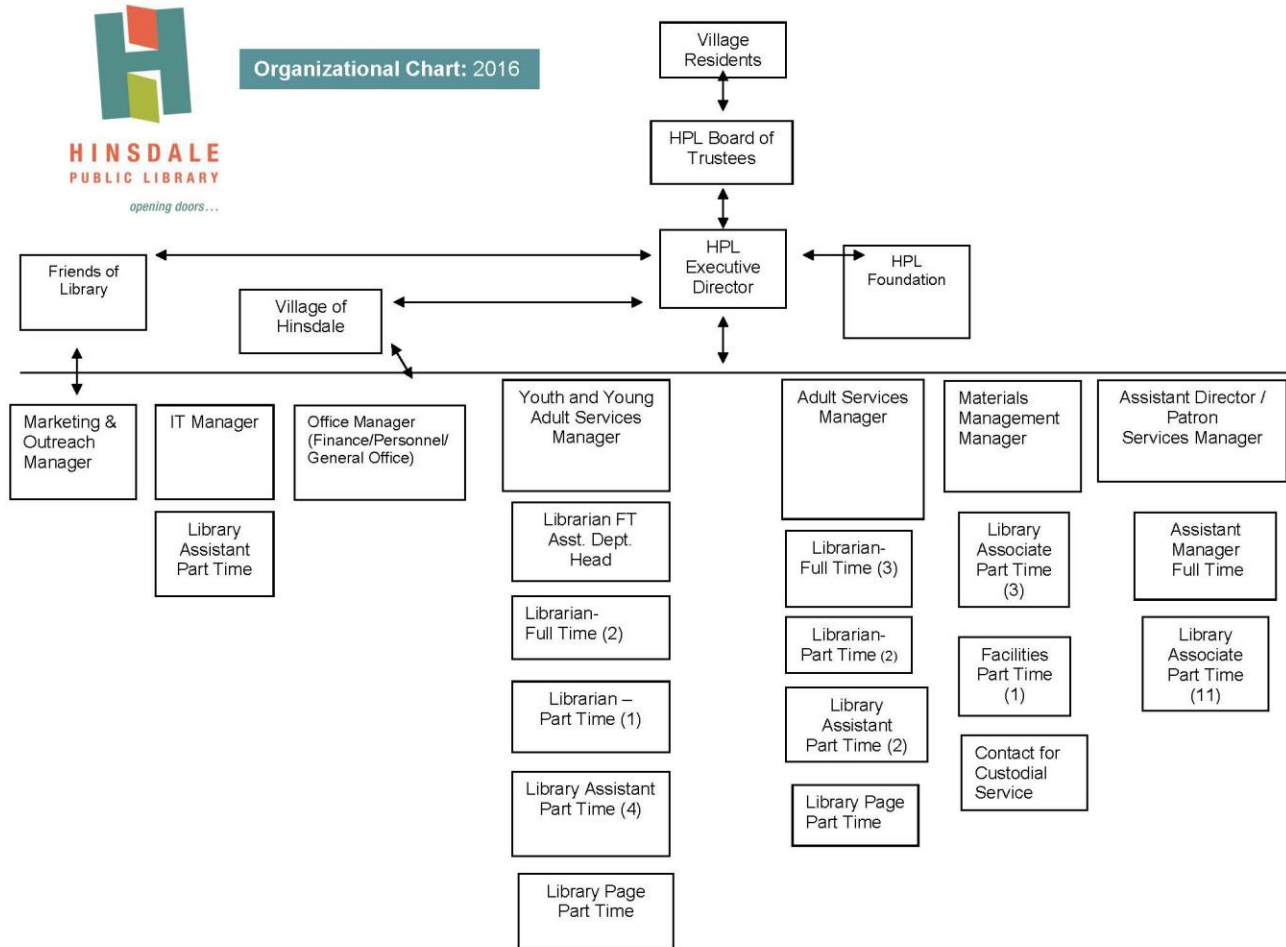 Organizational Chart: 2016
HINSDALE
PUBLIC LIBRARY
opening doors...
Village
Residents
HPL Board of
Trustees
HPL
Executive
Director
Friends of
Library
Village of
Hinsdale
HPL
Foundation
Marketing &
Outreach
Manager
IT Manager
Library
Assistant
Part Time
Office Manager
(Finance/Personnel/
General Office)
Youth and Young
Adult Services
Manager
Librarian FT
Asst. Dept.
Head
Librarian-
Full Time (2)
Librarian –
Part Time (1)
Library Assistant
Part Time (4)
Library Page
Part Time
Adult Services
Manager
Librarian-
Full Time (3)
Librarian-
Part Time (2)
Library
Assistant
Part Time (2)
Library Page
Part Time
Materials
Management
Manager
Library
Associate
Part Time
(3)
Facilities
Part Time
(1)
Contact for
Custodial
Service
Assistant Director /
Patron
Services Manager
Assistant
Manager
Full Time
Library
Associate
Part Time
(11)